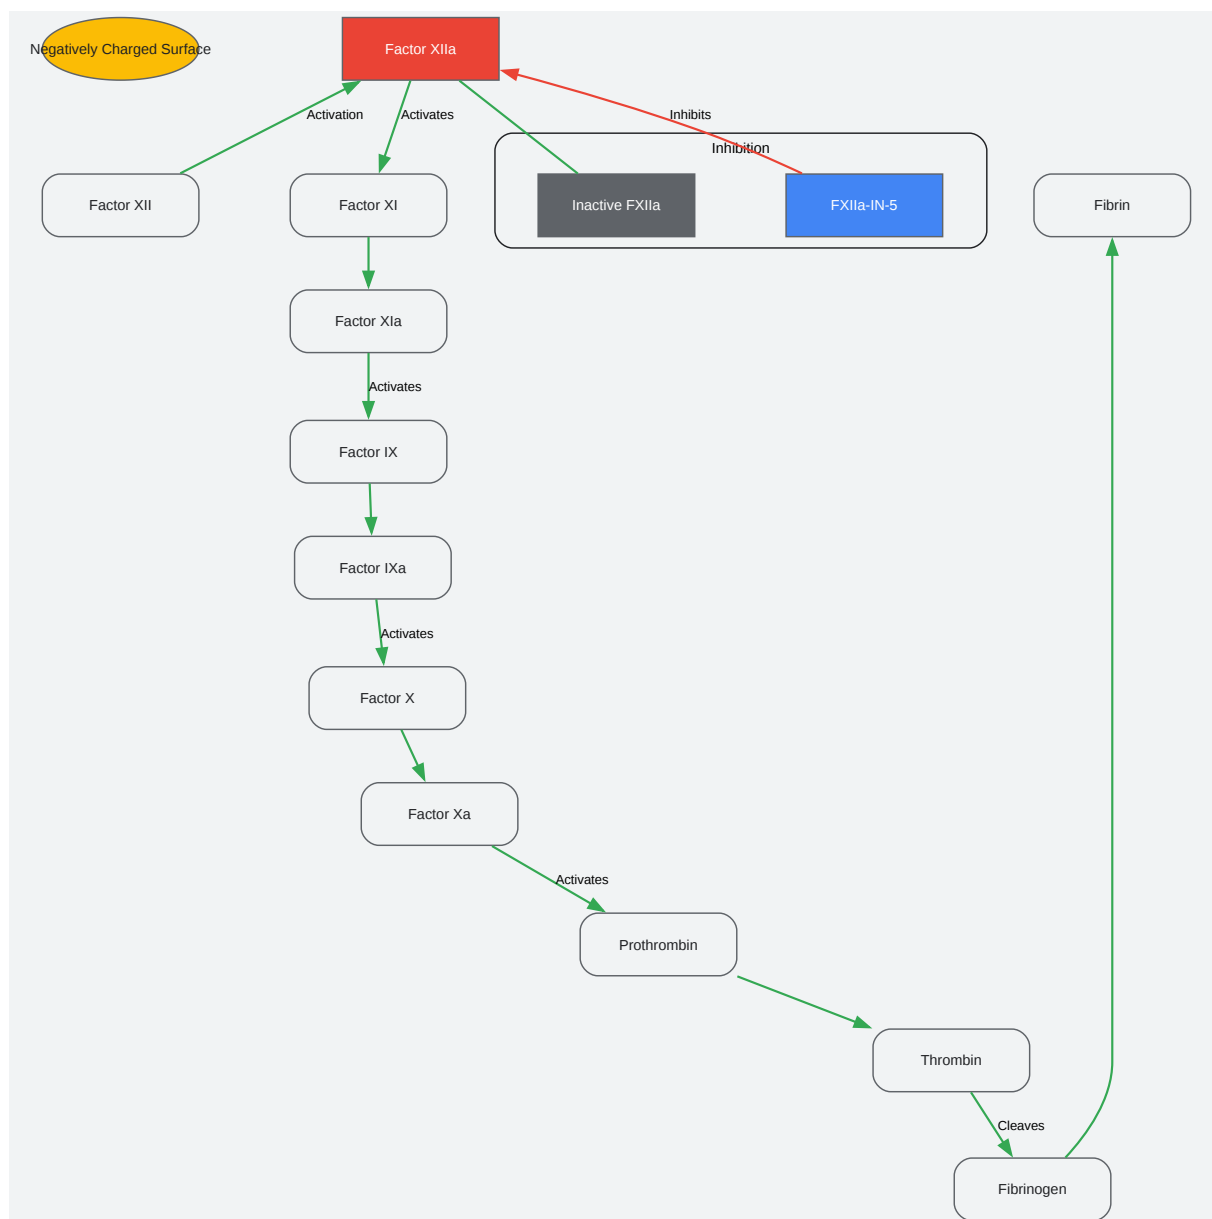 Negatively Charged Surface
Factor XIIa
Activation
Activates
Inhibits
Inhibition
Factor XII
Factor XI
Inactive FXIIa
FXIIa-IN-5
Fibrin
Factor XIa
Activates
Factor IX
Factor IXa
Activates
Factor X
Factor Xa
Activates
Prothrombin
Thrombin
Cleaves
Fibrinogen